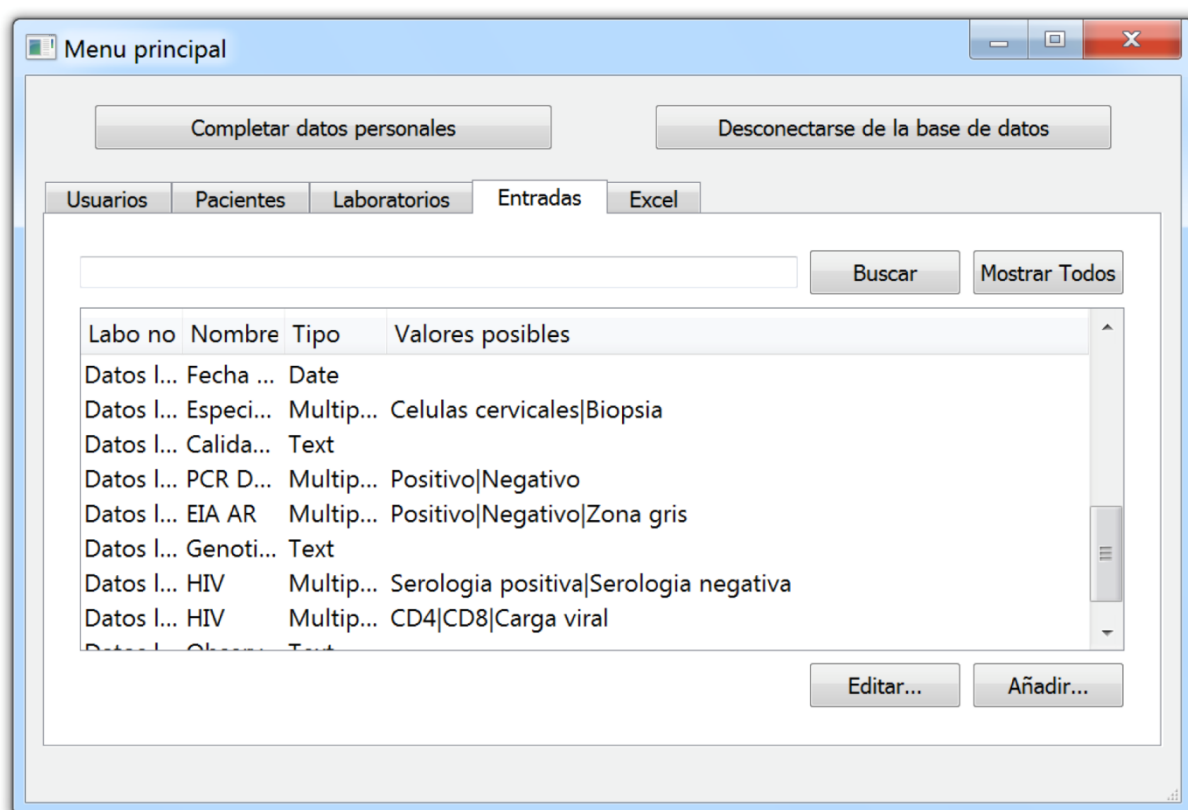 Menu principal
Completar datos personales Desconectarse de la base de datos
Usuarios Pacientes Laboratorios Entradas Excel
Buscar Mostrar Todos
Labo no Nombre Tipo Valores posibles
Datos l... Fecha ... Date
Datos l... Especi... Multip... Celulas cervicales|Biopsia
Datos l... Calida... Text
Datos l... PCR D... Multip... Positivo|Negativo
Datos l... EIA AR Multip... Positivo|Negativo|Zona gris
Datos l... Genoti... Text
Datos l... HIV Multip... Serologia positiva|Serologia negativa
Datos l... HIV Multip... CD4|CD8|Carga viral
Editar... Añadir...